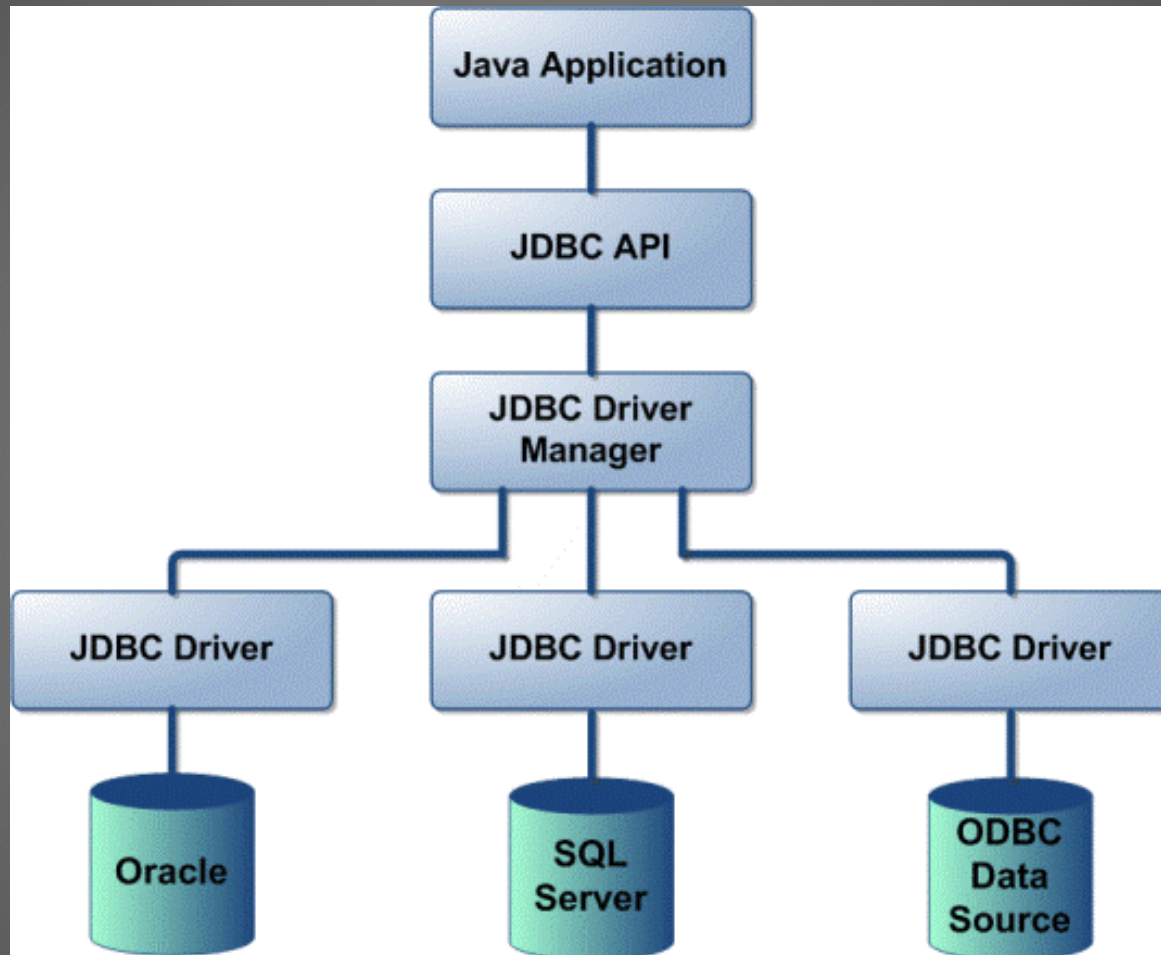 Java Application
JDBC API
JDBC Driver
Manager
JDBC Driver
JDBC Driver
JDBC Driver
Oracle
SQL
Server
ODBC
Data
Source